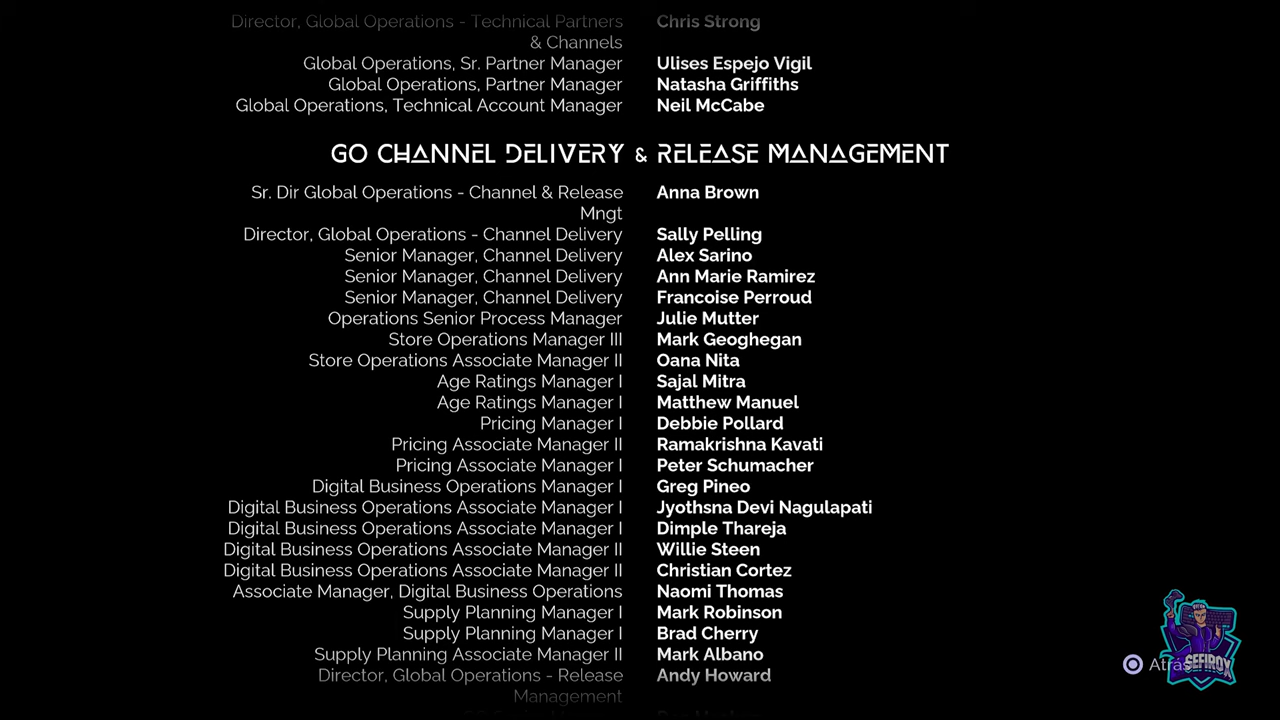 Director, Global Operations - Technical Partners Chris Strong
& Channels
Global Operations, Sr. Partner Manager Ulises Espejo Vigil
Global Operations, Partner Manager Natasha Griffiths
Global Operations, Technical Account Manager Neil McCabe
GO CHANNEL DELIVERY & RELEASE MANAGEMENT
Sr. Dir Global Operations - Channel & Release Anna Brown
Mngt
Director, Global Operations - Channel Delivery Sally Pelling
Senior Manager, Channel Delivery Alex Sarino
Senior Manager, Channel Delivery Ann Marie Ramirez
Senior Manager, Channel Delivery Francoise Perroud
Operations Senior Process Manager Julie Mutter
Store Operations Manager III Mark Geoghegan
Store Operations Associate Manager II Oana Nita
Age Ratings Manager I Sajal Mitra
Age Ratings Manager I Matthew Manuel
Pricing Manager I Debbie Pollard
Pricing Associate Manager II Ramakrishna Kavati
Pricing Associate Manager I Peter Schumacher
Digital Business Operations Manager I Greg Pineo
Digital Business Operations Associate Manager I Jyothsna Devi Nagulapati
Digital Business Operations Associate Manager I Dimple Thareja
Digital Business Operations Associate Manager II Willie Steen
Digital Business Operations Associate Manager II Christian Cortez
Associate Manager, Digital Business Operations Naomi Thomas
Supply Planning Manager I Mark Robinson
Supply Planning Manager I Brad Cherry
Supply Planning Associate Manager II Mark Albano
Director, Global Operations - Release Andy Howard
Management
Atrás
SEFIROX